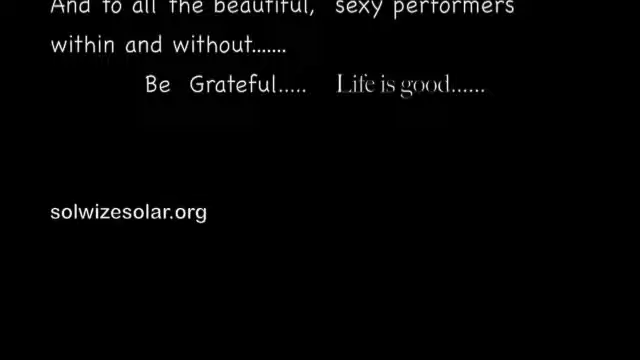 And to all the beautiful, sexy performers
within and without.......
Be Grateful..... Life is good......
solwizesolar.org